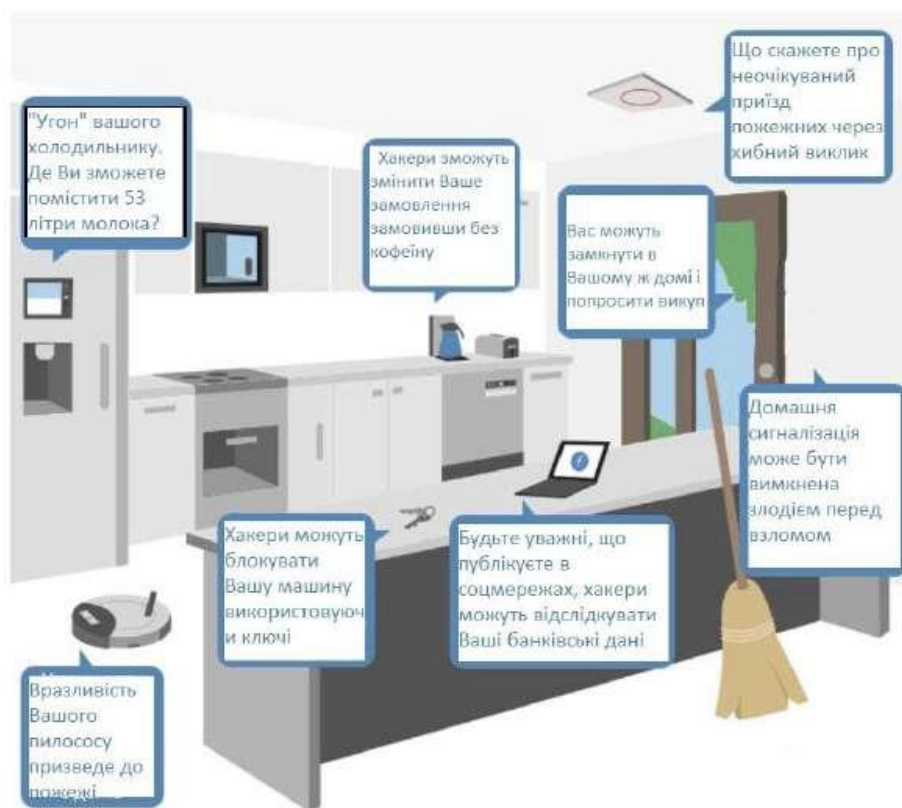 Що скажете про
неочікуваний
приїзд
пожежних через
хибний виклик
"Угон" вашого
холодильнику.
Де Ви зможете
помістити 53
літри молока?
Хакери зможуть
змінити Ваше
замовлення
замовивши без
кофеїну
Вас можуть
замкнути в
Вашому ж домі і
попросити викуп
Домашня
сигналізація
може бути
вимкнена
злодієм перед
взломом
Хакери можуть
блокувати
Вашу машину
використовуюч
и ключі
Будьте уважні, що
публікуєте в
соцмережах, хакери
можуть відслідкувати
Ваші банківські дані
Вразливість
Вашого
пилососу
призведе до
пожежі